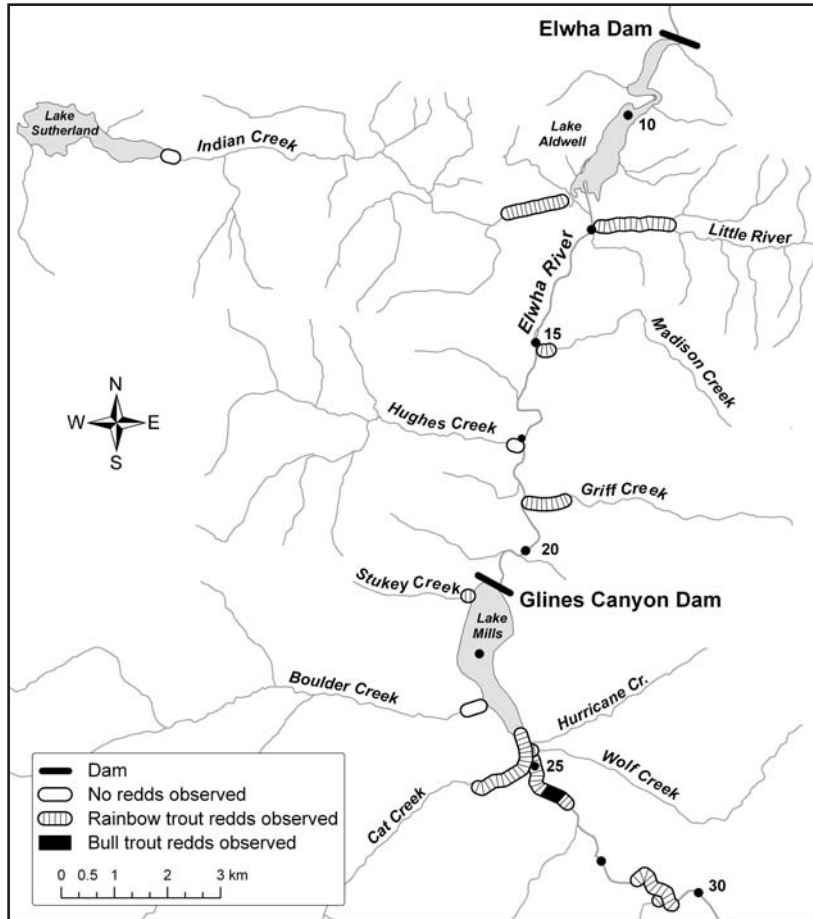 Elwha Dam
Lake
Sutherland
Indian Creek
Lake
Aldwell
10
Little River
Elwha River
15
Madison Creek
N
W E
S
Hughes Creek
Griff Creek
20
Stukey Creek
Glines Canyon Dam
Lake
Mills
Boulder Creek
Hurricane Cr.
25
Wolf Creek
Cat Creek
30
Dam
No redds observed
Rainbow trout redds observed
Bull trout redds observed
0 0.5 1 2 3 km